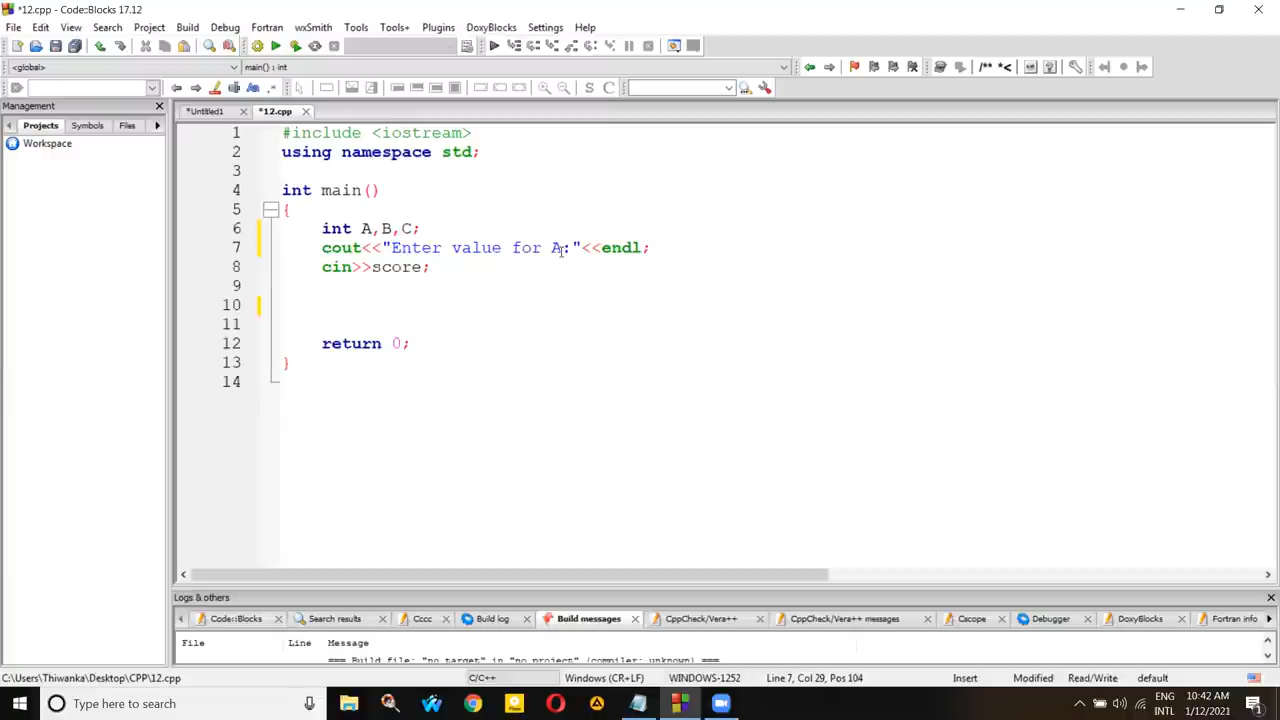 *12.cpp - Code::Blocks 17.12
File Edit View Search Project Build Debug Fortran wxSmith Tools Tools+ Plugins DoxyBlocks Settings Help
<global> main() : int
/** *<
S C
Management
*Untitled1 *12.cpp
Projects Symbols Files
Workspace
1 #include <iostream>
2 using namespace std;
3
4 int main()
5 {
6 int A,B,C;
7 cout<<"Enter value for A:"<<endl;
8 cin>>score;
9
10
11
12 return 0;
13 }
14
Logs & others
Code::Blocks Search results Cccc Build log Build messages CppCheck/Vera++ CppCheck/Vera++ messages Cscope Debugger DoxyBlocks Fortran info
File Line Message
=== Build file: "no target" in "no project" (compiler: unknown) ===
C:\Users\Thiwanka\Desktop\CPP\12.cpp C/C++ Windows (CR+LF) WINDOWS-1252 Line 7, Col 29, Pos 104 Insert Modified Read/Write default
Type here to search
ENG
INTL
10:42 AM
1/12/2021